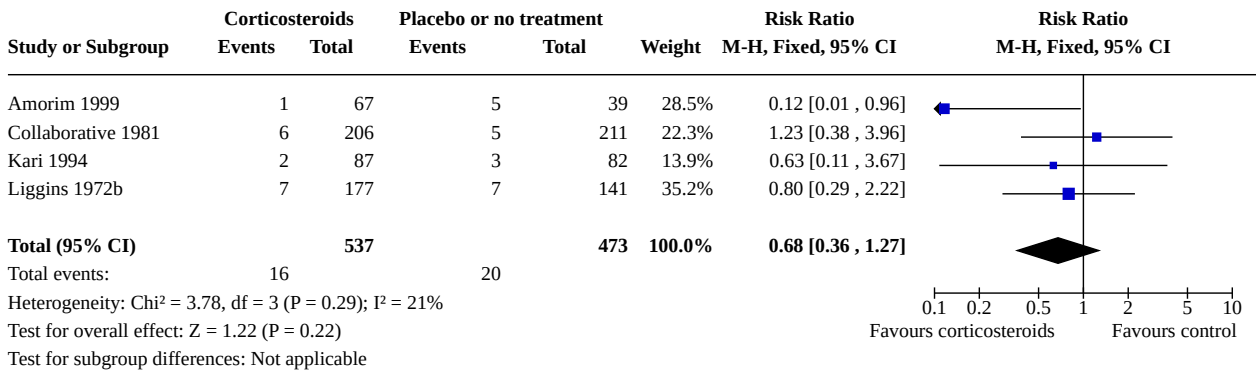 Corticosteroids Placebo or no treatment Risk Ratio Risk Ratio
Study or Subgroup Events Total Events Total Weight M-H, Fixed, 95% CI M-H, Fixed, 95% CI
Amorim 1999 1 67 5 39 28.5% 0.12 [0.01 , 0.96]
Collaborative 1981 6 206 5 211 22.3% 1.23 [0.38 , 3.96]
Kari 1994 2 87 3 82 13.9% 0.63 [0.11 , 3.67]
Liggins 1972b 7 177 7 141 35.2% 0.80 [0.29 , 2.22]
Total (95% CI) 537 473 100.0% 0.68 [0.36 , 1.27]
Total events: 16 20
Heterogeneity: Chi² = 3.78, df = 3 (P = 0.29); I² = 21%
0.1 0.2 0.5 1 2 5 10
Test for overall effect: Z = 1.22 (P = 0.22)
Favours corticosteroids Favours control
Test for subgroup differences: Not applicable